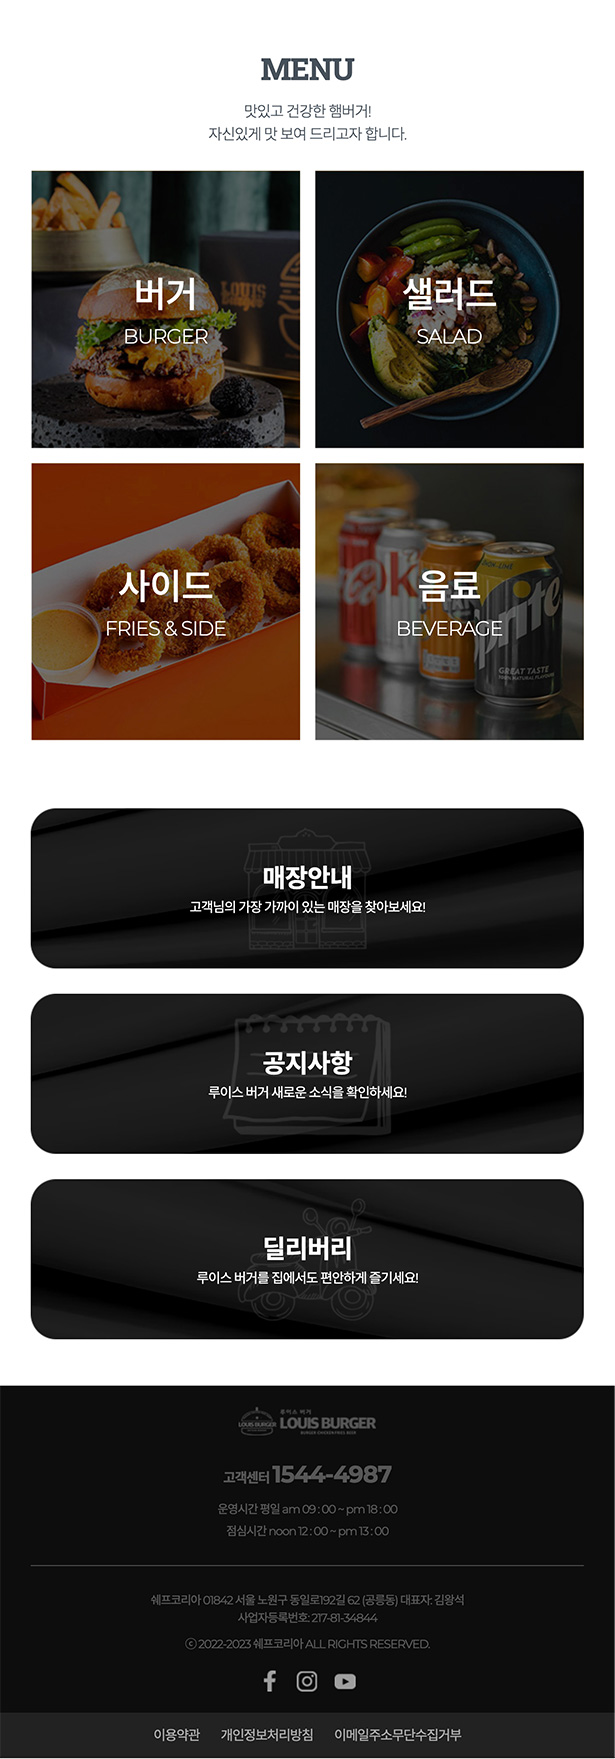 MENU
맛있고 건강한 햄버거!
자신있게 맛 보여 드리고자 합니다.
버거
BURGER
샐러드
SALAD
사이드
FRIES & SIDE
음료
BEVERAGE
GREAT TASTE
매장안내
고객님의 가장 가까이 있는 매장을 찾아보세요!
공지사항
루이스 버거 새로운 소식을 확인하세요!
딜리버리
루이스 버거를 집에서도 편안하게 즐기세요!
루이스 버거
LOUIS BURGER
고객센터 1544-4987
운영시간 평일 am 09 : 00 ~ pm 18 : 00
점심시간 noon 12 : 00 ~ pm 13 : 00
쉐프코리아 01842 서울 노원구 동일로192길 62 (공릉동) 대표자: 김왕석
사업자등록번호: 217-81-34844
ⓒ 2022-2023 쉐프코리아 ALL RIGHTS RESERVED.
이용약관 개인정보처리방침 이메일주소무단수집거부